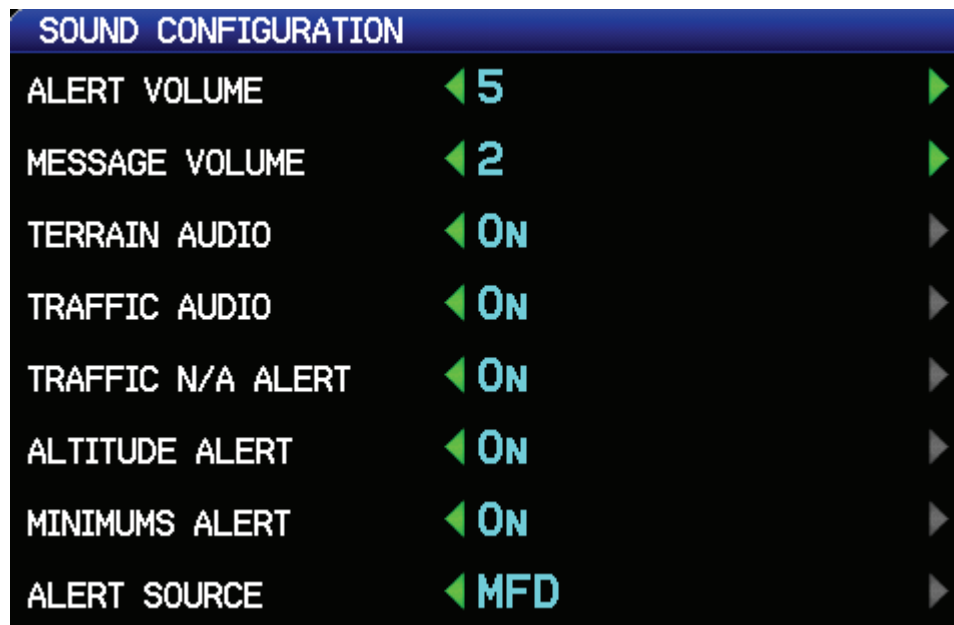 SOUND CONFIGURATION
ALERT VOLUME 5
MESSAGE VOLUME 2
TERRAIN AUDIO ON
TRAFFIC AUDIO ON
TRAFFIC N/A ALERT ON
ALTITUDE ALERT ON
MINIMUMS ALERT ON
ALERT SOURCE MFD